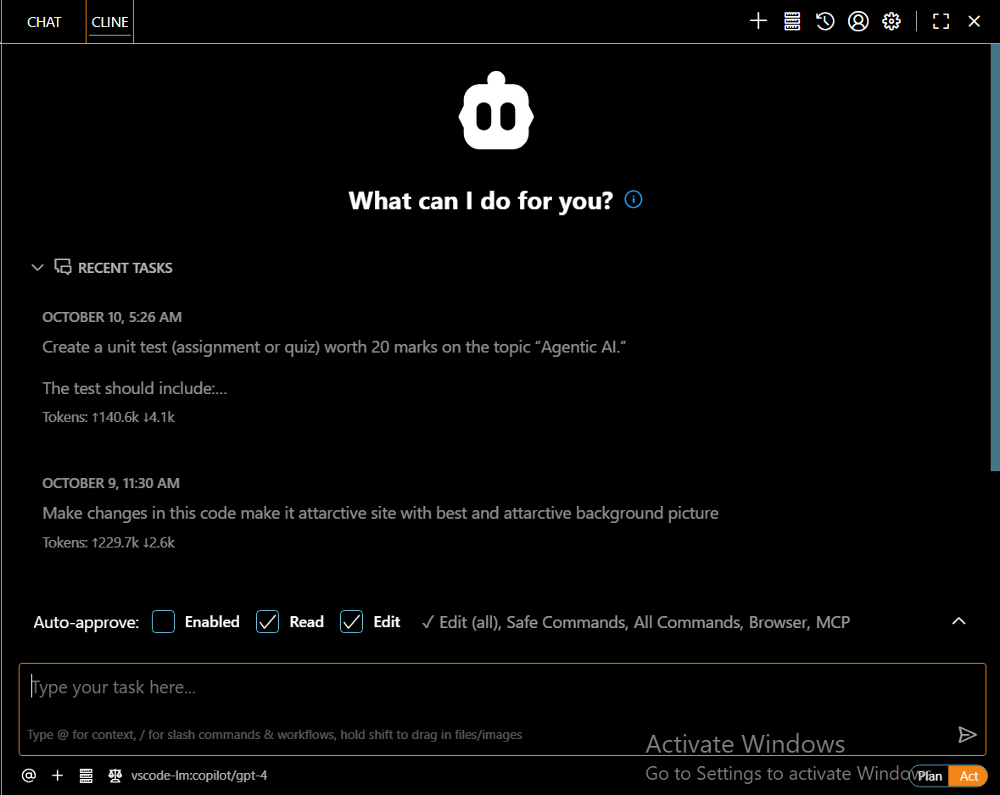 CHAT CLINE
What can I do for you?
RECENT TASKS
OCTOBER 10, 5:26 AM
Create a unit test (assignment or quiz) worth 20 marks on the topic “Agentic AI.”
The test should include:...
Tokens: ↑140.6k ↓4.1k
OCTOBER 9, 11:30 AM
Make changes in this code make it attarctive site with best and attarctive background picture
Tokens: ↑229.7k ↓2.6k
Auto-approve: Enabled Read Edit ✓ Edit (all), Safe Commands, All Commands, Browser, MCP
Type your task here...
Type @ for context, / for slash commands & workflows, hold shift to drag in files/images
Activate Windows
Go to Settings to activate Windows
@ + vscode-lm:copilot/gpt-4 Plan Act